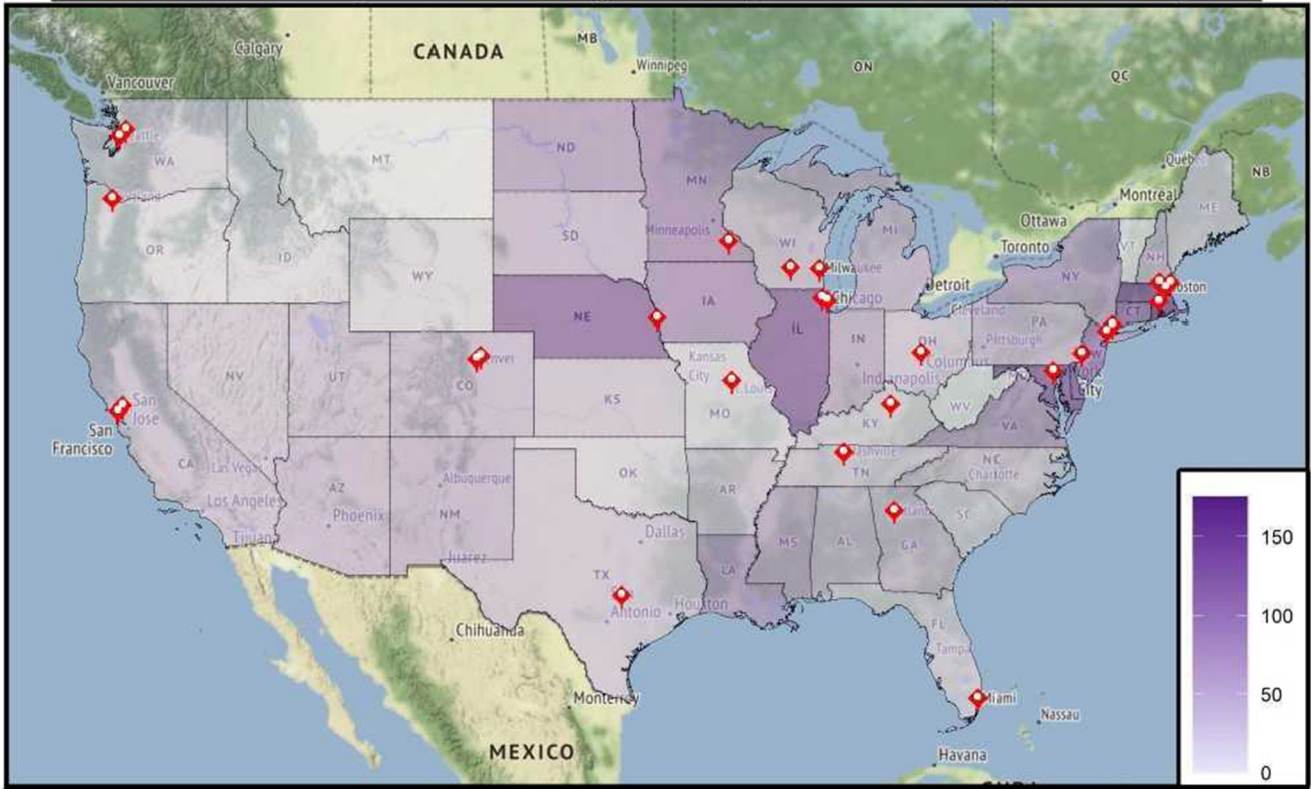 CANADA
MB
Calgary
Winnipeg
ON
QC
Vancouver
Québec
NB
Montréal
Ottawa
Toronto
WA
MT
ND
MN
Minneapolis
WI
Milwaukee
MI
ME
VT
NH
Boston
OR
ID
WY
SD
IA
Chicago
Detroit
Cleveland
NY
CT
PA
Pittsburgh
NE
IL
IN
OH
Columbus
Indianapolis
NV
UT
CO
Kansas
City
KS
MO
WV
KY
VA
City
San
Jose
San
Francisco
CA
Las Vegas
Los Angeles
Tijuana
AZ
Phoenix
Albuquerque
NM
Juarez
OK
AR
TN
NC
Charlotte
SC
Dallas
TX
Antonio
Houston
LA
MS
AL
GA
FL
Tampa
Miami
Nassau
Havana
Chihuahua
Monterrey
MEXICO
150
100
50
0